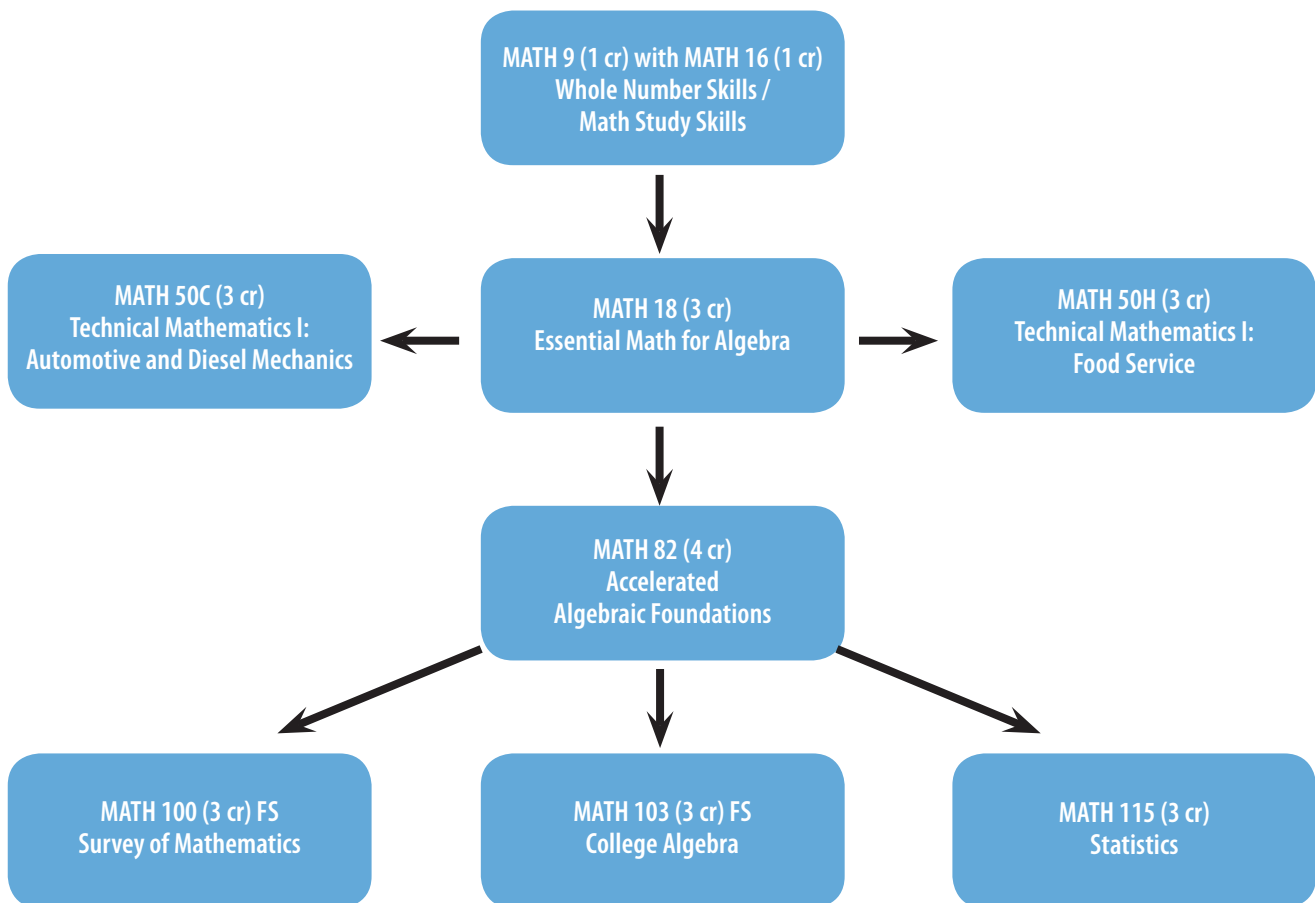 MATH 9 (1 cr) with MATH 16 (1 cr)
Whole Number Skills /
Math Study Skills
MATH 50C (3 cr)
Technical Mathematics I:
Automotive and Diesel Mechanics
MATH 18 (3 cr)
Essential Math for Algebra
MATH 50H (3 cr)
Technical Mathematics I:
Food Service
MATH 82 (4 cr)
Accelerated
Algebraic Foundations
MATH 100 (3 cr) FS
Survey of Mathematics
MATH 103 (3 cr) FS
College Algebra
MATH 115 (3 cr)
Statistics